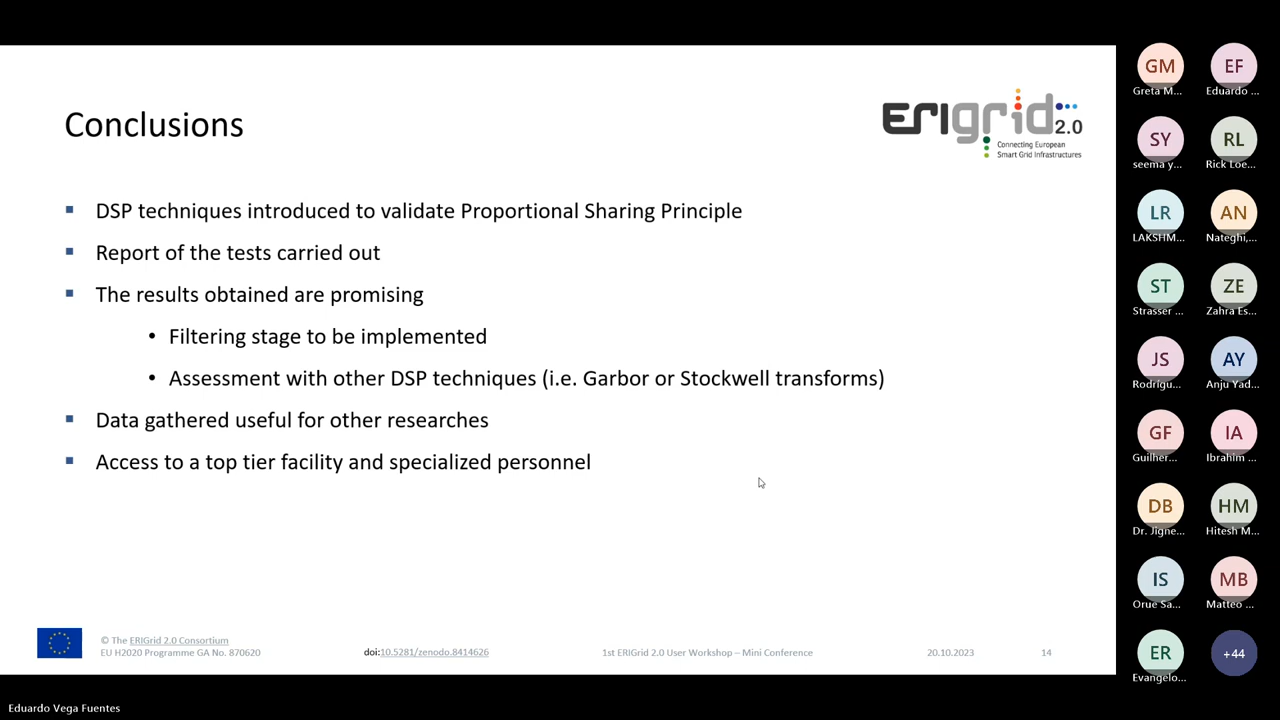 Conclusions
ERIgrid 2.0
Connecting European
Smart Grid Infrastructures
DSP techniques introduced to validate Proportional Sharing Principle
Report of the tests carried out
The results obtained are promising
Filtering stage to be implemented
Assessment with other DSP techniques (i.e. Garbor or Stockwell transforms)
Data gathered useful for other researches
Access to a top tier facility and specialized personnel
© The ERIGrid 2.0 Consortium
EU H2020 Programme GA No. 870620
doi:10.5281/zenodo.8414626
1st ERIGrid 2.0 User Workshop – Mini Conference
20.10.2023
14
GM EF
Greta M... Eduardo ...
SY RL
seema y... Rick Loe...
LR AN
LAKSHM... Nateghi,...
ST ZE
Strasser ... Zahra Es...
JS AY
Rodrigu... Anju Yad...
GF IA
Guilher... Ibrahim ...
DB HM
Dr. Jigne... Hitesh M...
IS MB
Orue Sa... Matteo ...
ER +44
Evangelo...
Eduardo Vega Fuentes